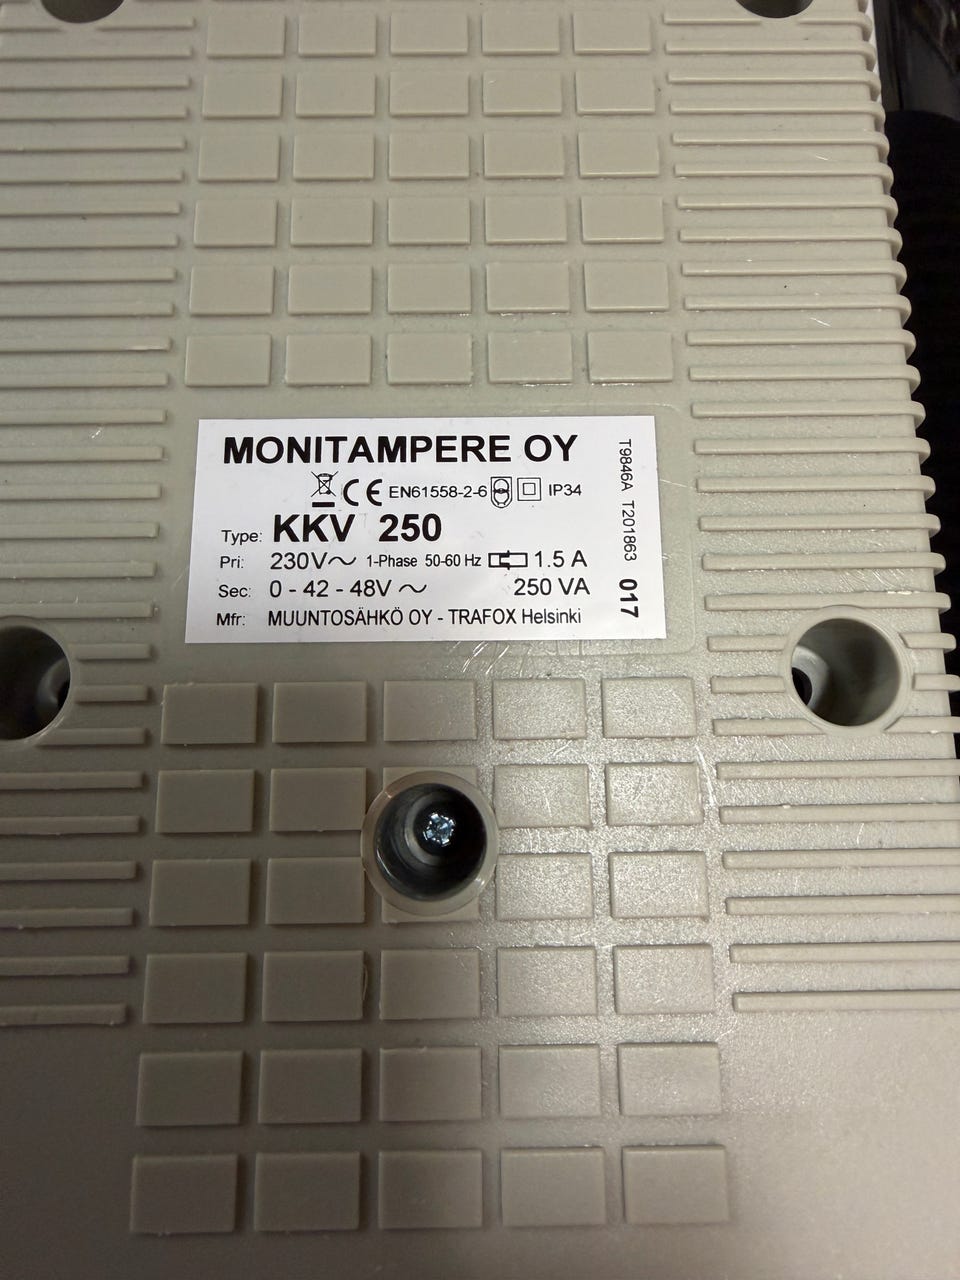 MONITAMPERE OY
CE EN61558-2-6 IP34
Type: KKV 250
Pri: 230V~ 1-Phase 50-60 Hz 1.5 A
Sec: 0 - 42 - 48V ~ 250 VA
Mfr: MUUNTOSÄHKÖ OY - TRAFOX Helsinki
T9846A T201863 017